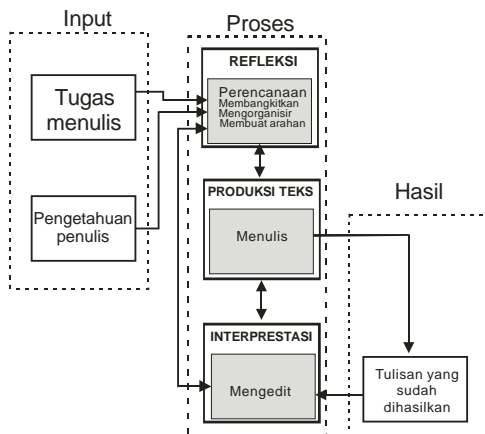 Input
Proses
REFLEKSI
Perencanaan
Membangkitkan
Mengorganisir
Membuat arahan
Tugas
menulis
Pengetahuan
penulis
PRODUKSI TEKS
Menulis
Hasil
INTERPRESTASI
Mengedit
Tulisan yang
sudah
dihasilkan